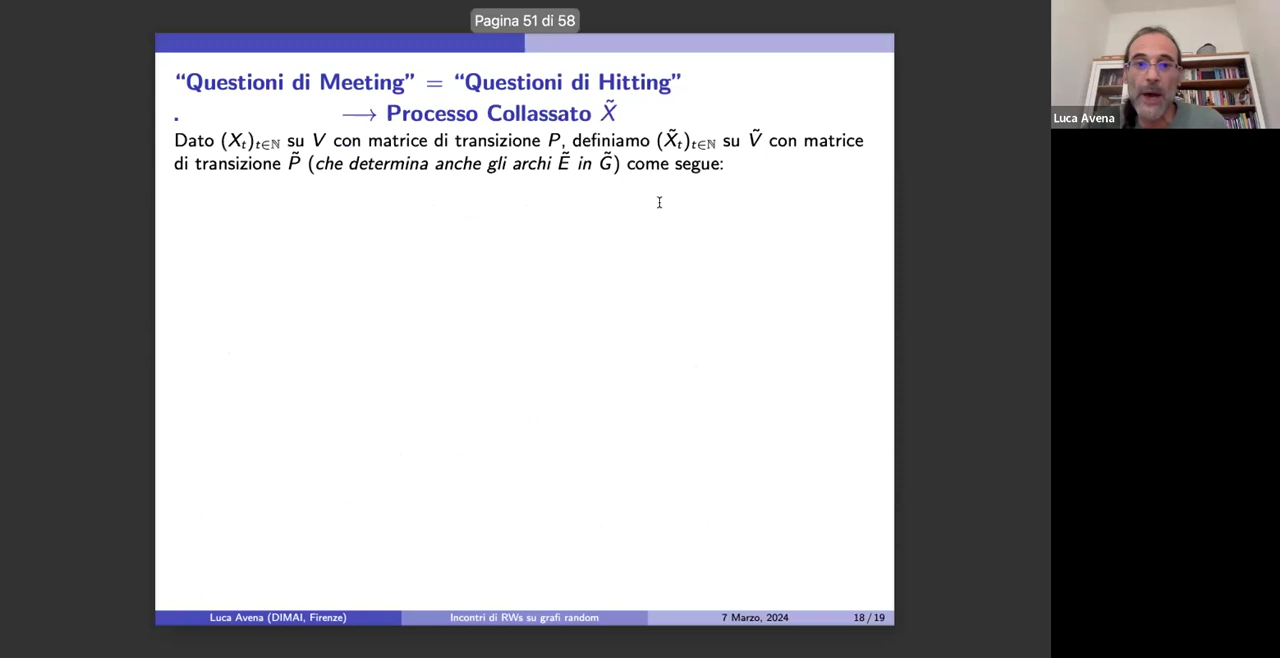 Pagina 51 di 58
“Questioni di Meeting” = “Questioni di Hitting”
. ⟶ Processo Collassato X̃
Dato (Xₜ)ₜ∈ℕ su V con matrice di transizione P, definiamo (X̃ₜ)ₜ∈ℕ su Ṽ con matrice
di transizione P̃ (che determina anche gli archi Ẽ in G̃) come segue:
Luca Avena
Luca Avena (DIMAI, Firenze) Incontri di RWs su grafi random 7 Marzo, 2024 18 / 19